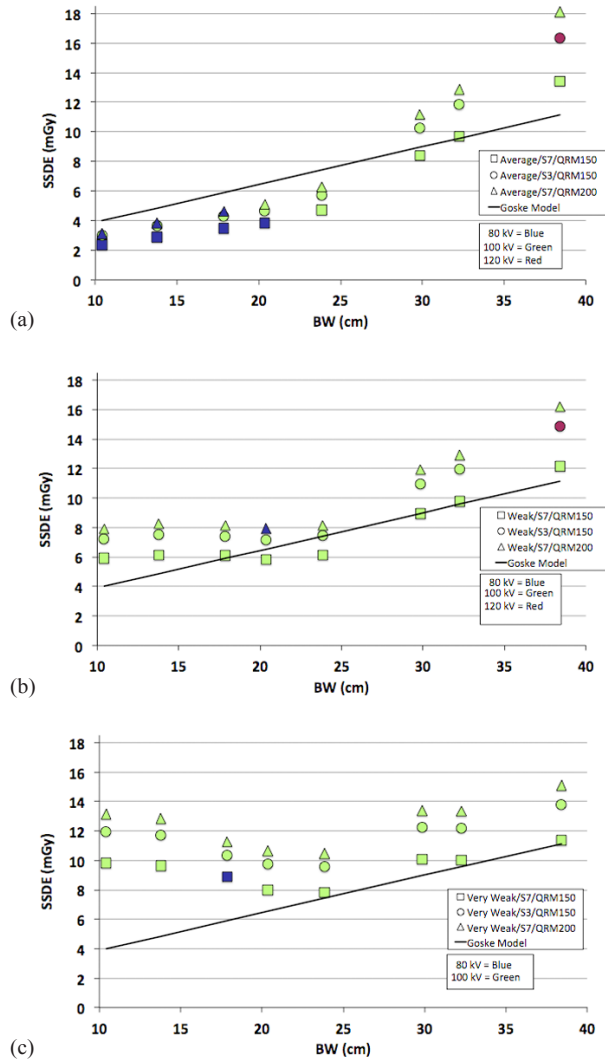 18
16
14
12
10
8
6
4
2
0
SSDE (mGy)
Average/S7/QRM150
Average/S3/QRM150
Average/S7/QRM200
Goske Model
80 kV = Blue
100 kV = Green
120 kV = Red
10 15 20 25 30 35 40
BW (cm)
(a)
18
16
14
12
10
8
6
4
2
0
SSDE (mGy)
Weak/S7/QRM150
Weak/S3/QRM150
Weak/S7/QRM200
Goske Model
80 kV = Blue
100 kV = Green
120 kV = Red
10 15 20 25 30 35 40
BW (cm)
(b)
18
16
14
12
10
8
6
4
2
0
SSDE (mGy)
Very Weak/S7/QRM150
Very Weak/S3/QRM150
Very Weak/S7/QRM200
Goske Model
80 kV = Blue
100 kV = Green
10 15 20 25 30 35 40
BW (cm)
(c)